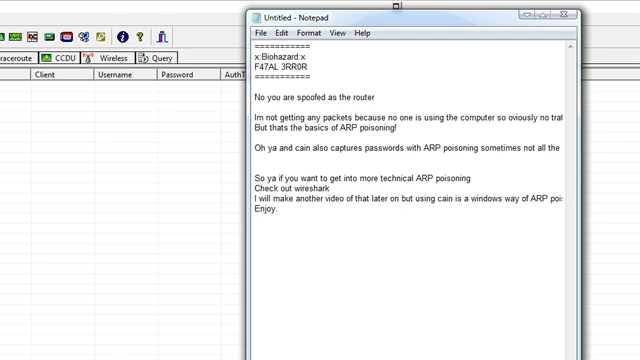 Untitled - Notepad
File Edit Format View Help
raceroute CCDU Wireless Query
Client Username Password AuthT
===========
x:Biohazard:x
F47AL 3RR0R
===========
No you are spoofed as the router
Im not getting any packets because no one is using the computer so oviously no
But thats the basics of ARP poisoning!
Oh ya and cain also captures passwords with ARP poisoning sometimes not all the
So ya if you want to get into more technical ARP poisoning
Check out wireshark
I will make another video of that later on but using cain is a windows way of ARP
Enjoy.